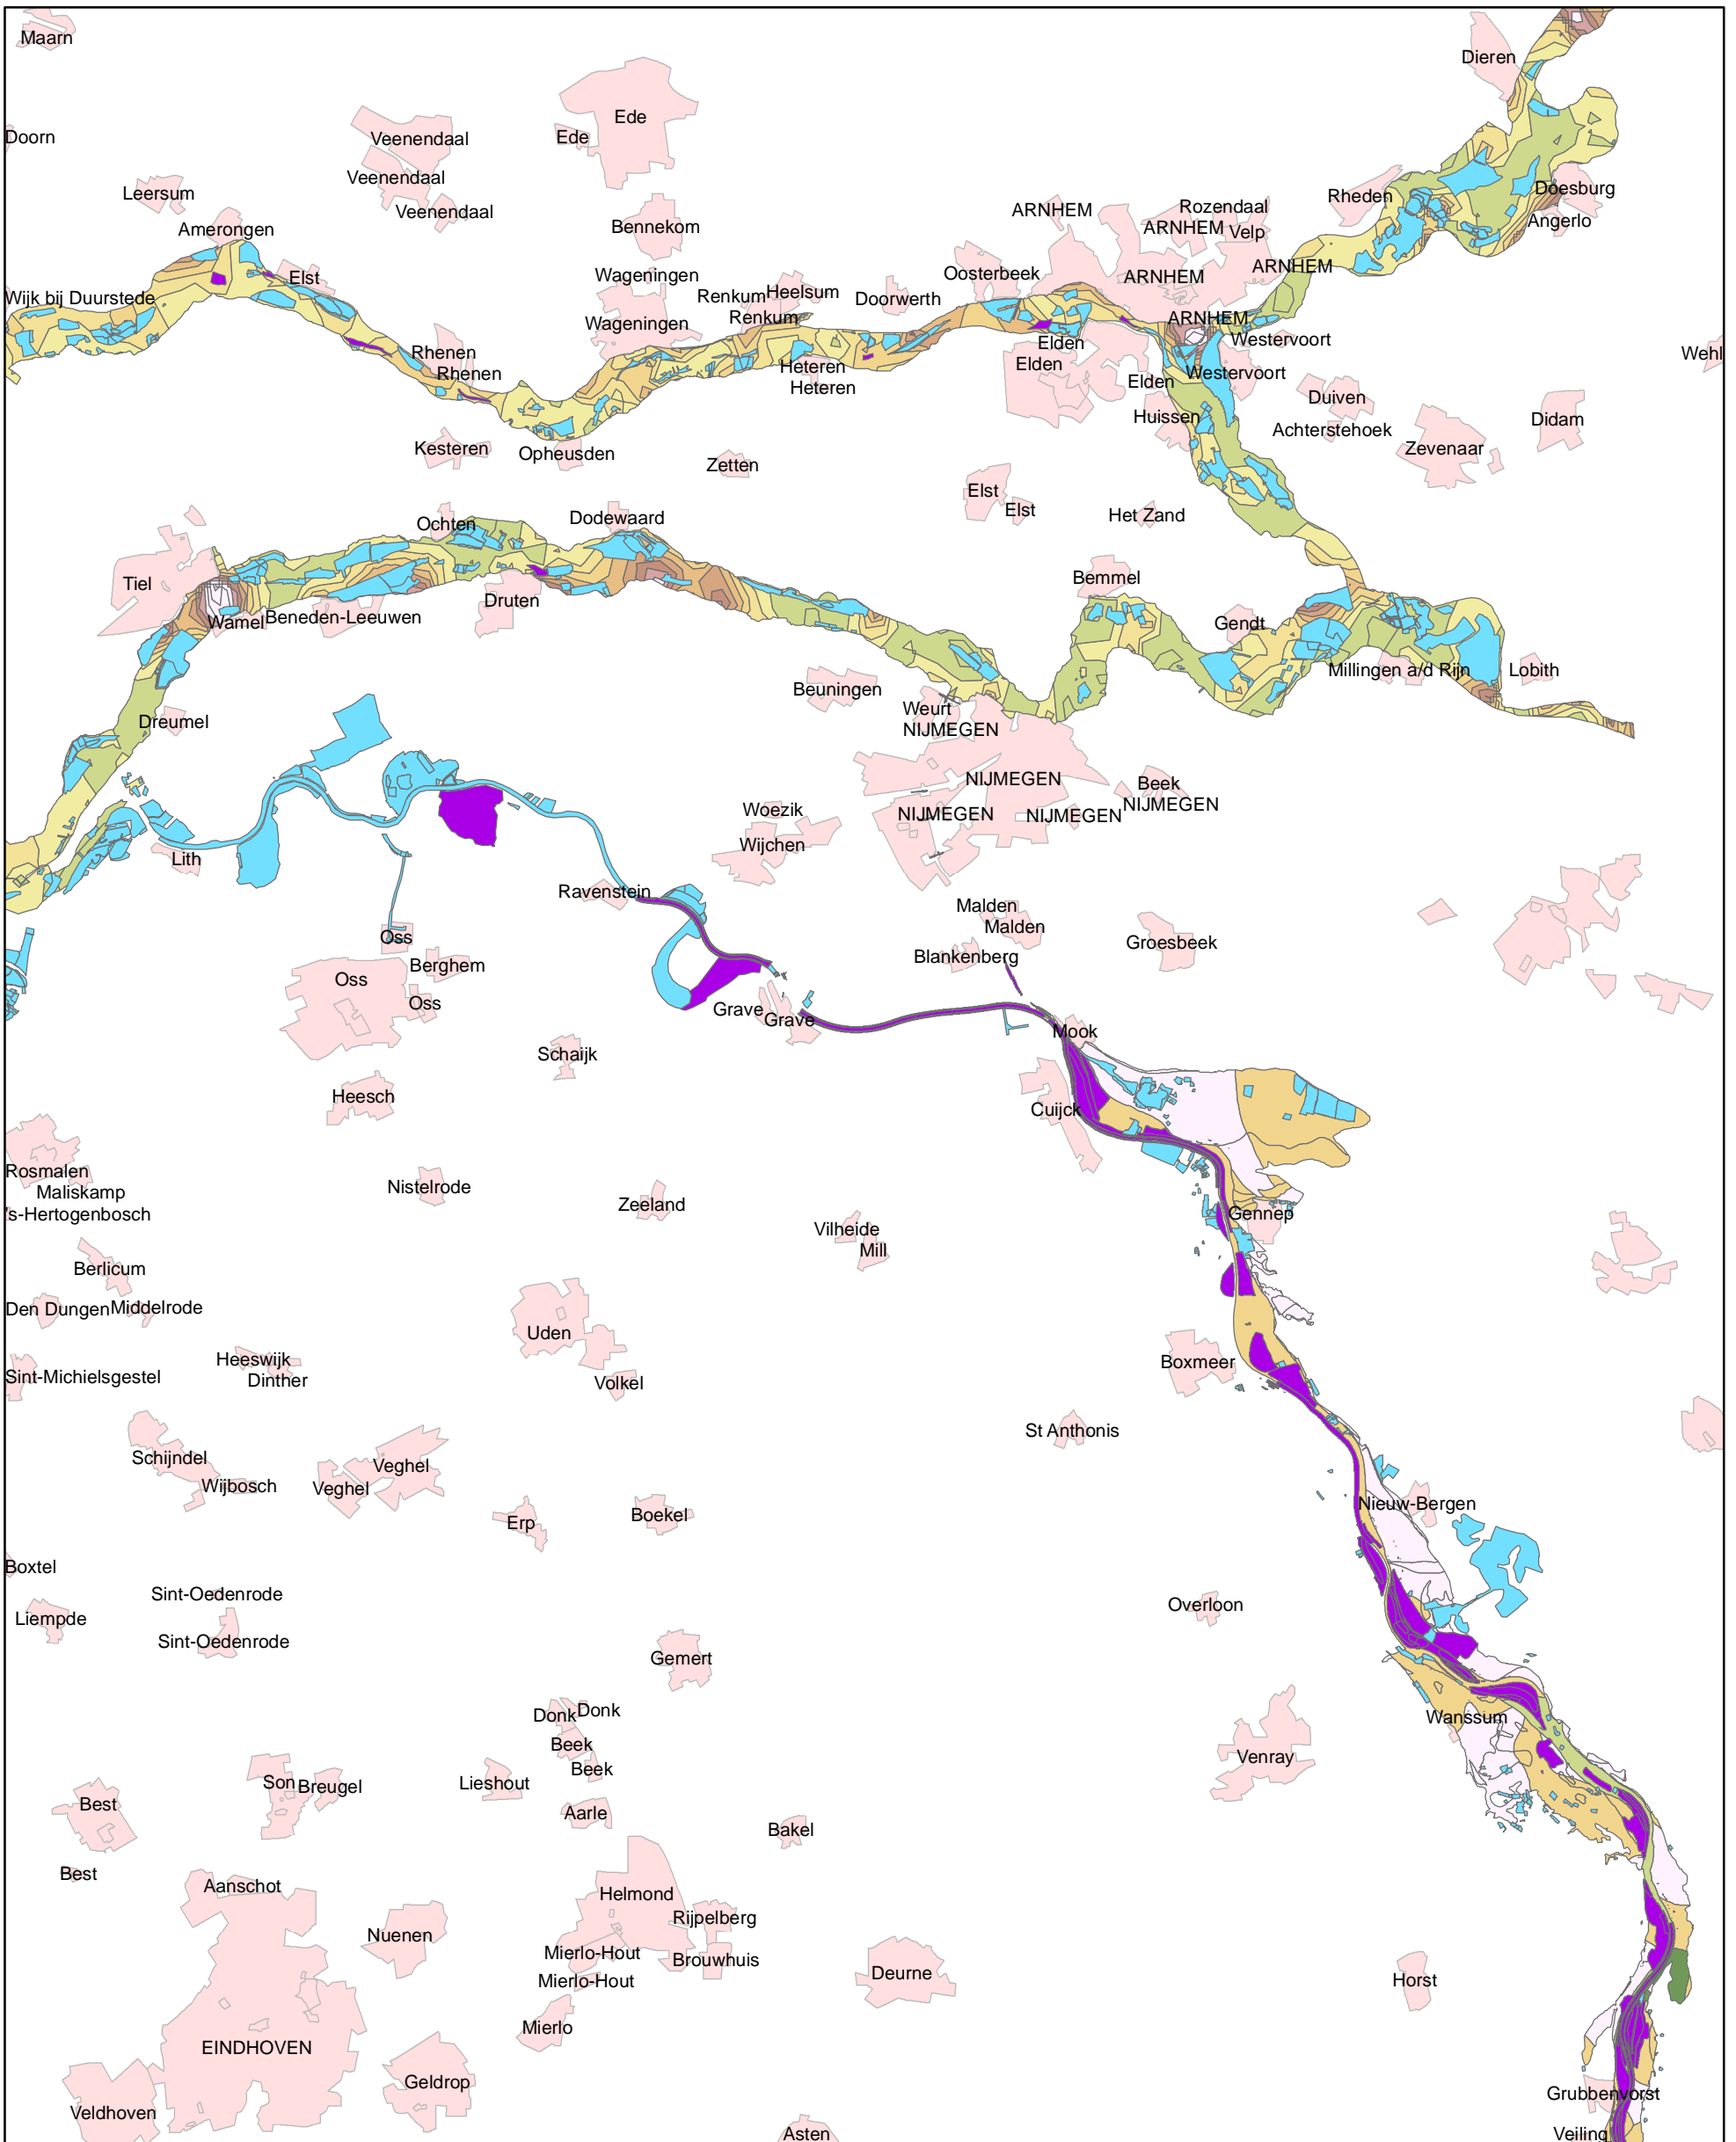 Maarn
Dieren
Ede
Ede
Doorn
Veenendaal
Veenendaal
Leersum
Veenendaal
Rheden
Doesburg
Angerlo
Rozendaal
ARNHEM
ARNHEM
Velp
Amerongen
Bennekom
Elst
Wageningen
Oosterbeek
ARNHEM
ARNHEM
Wijk bij Duurstede
Renkum
Heelsum
Doorwerth
Renkum
Wageningen
ARNHEM
Westervoort
Elden
Rhenen
Rhenen
Heteren
Heteren
Elden
Elden
Westervoort
Wehl
Huissen
Duiven
Achterstehoek
Didam
Zevenaar
Kesteren
Opheusden
Zetten
Elst
Elst
Het Zand
Ochten
Dodewaard
Tiel
Bemmel
Druten
Wamel
Beneden-Leeuwen
Gendt
Millingen a/d Rijn
Lobith
Beuningen
Weurt
NIJMEGEN
Dreumel
NIJMEGEN
Beek
NIJMEGEN
Woezik
NIJMEGEN
NIJMEGEN
Wijchen
Lith
Ravenstein
Malden
Malden
Groesbeek
Blankenberg
Oss
Berghem
Oss
Oss
Grave
Grave
Mook
Schaijk
Heesch
Cuijck
Rosmalen
Maliskamp
's-Hertogenbosch
Nistelrode
Zeeland
Vilheide
Mill
Gennep
Berlicum
Den Dungen
Middelrode
Uden
Heeswijk
Dinther
Sint-Michielsgestel
Volkel
Boxmeer
St Anthonis
Schijndel
Wijbosch
Veghel
Veghel
Erp
Boekel
Nieuw-Bergen
Boxtel
Sint-Oedenrode
Liempde
Sint-Oedenrode
Overloon
Gemert
Donk
Donk
Beek
Beek
Wanssum
Venray
Son
Breugel
Lieshout
Best
Aarle
Bakel
Best
Aanschot
Helmond
Rijpelberg
Nuenen
Mierlo-Hout
Brouwhuis
Mierlo-Hout
Deurne
Horst
Mierlo
EINDHOVEN
Geldrop
Veldhoven
Grubbenvorst
Asten
Veiling